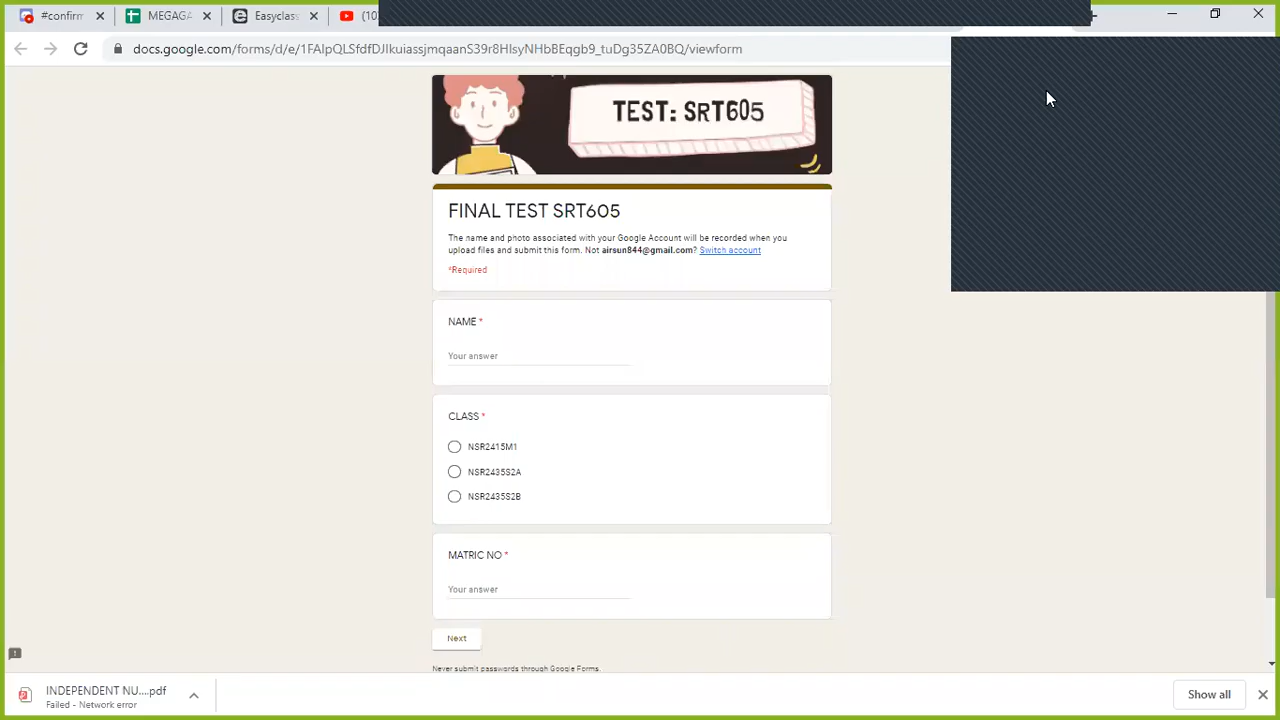 #confirm
MEGAGA
Easyclass
(10
docs.google.com/forms/d/e/1FAIpQLSfdfDJIkuiassjmqaanS39r8HlsyNHbBEqgb9_tuDg35ZA0BQ/viewform
TEST: SRT605
FINAL TEST SRT605
The name and photo associated with your Google Account will be recorded when you
upload files and submit this form. Not airsun844@gmail.com? Switch account
*Required
NAME *
Your answer
CLASS *
NSR2415M1
NSR2435S2A
NSR2435S2B
MATRIC NO *
Your answer
Next
Never submit passwords through Google Forms.
INDEPENDENT NU....pdf
Failed - Network error
Show all